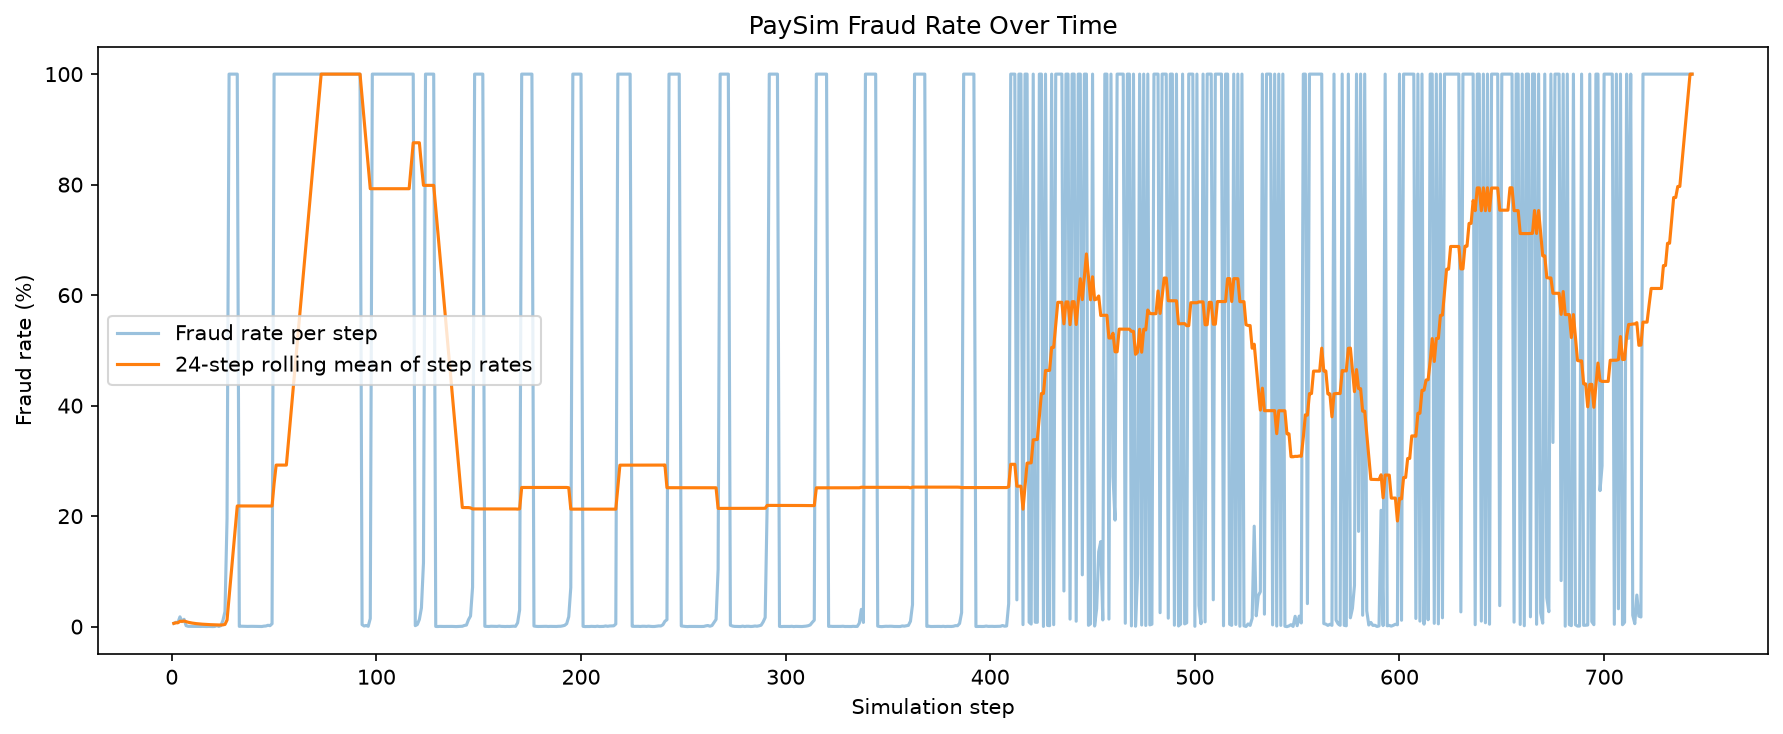 PaySim Fraud Rate Over Time
Fraud rate (%)
100
80
60
40
20
0
Fraud rate per step
24-step rolling mean of step rates
0 100 200 300 400 500 600 700
Simulation step